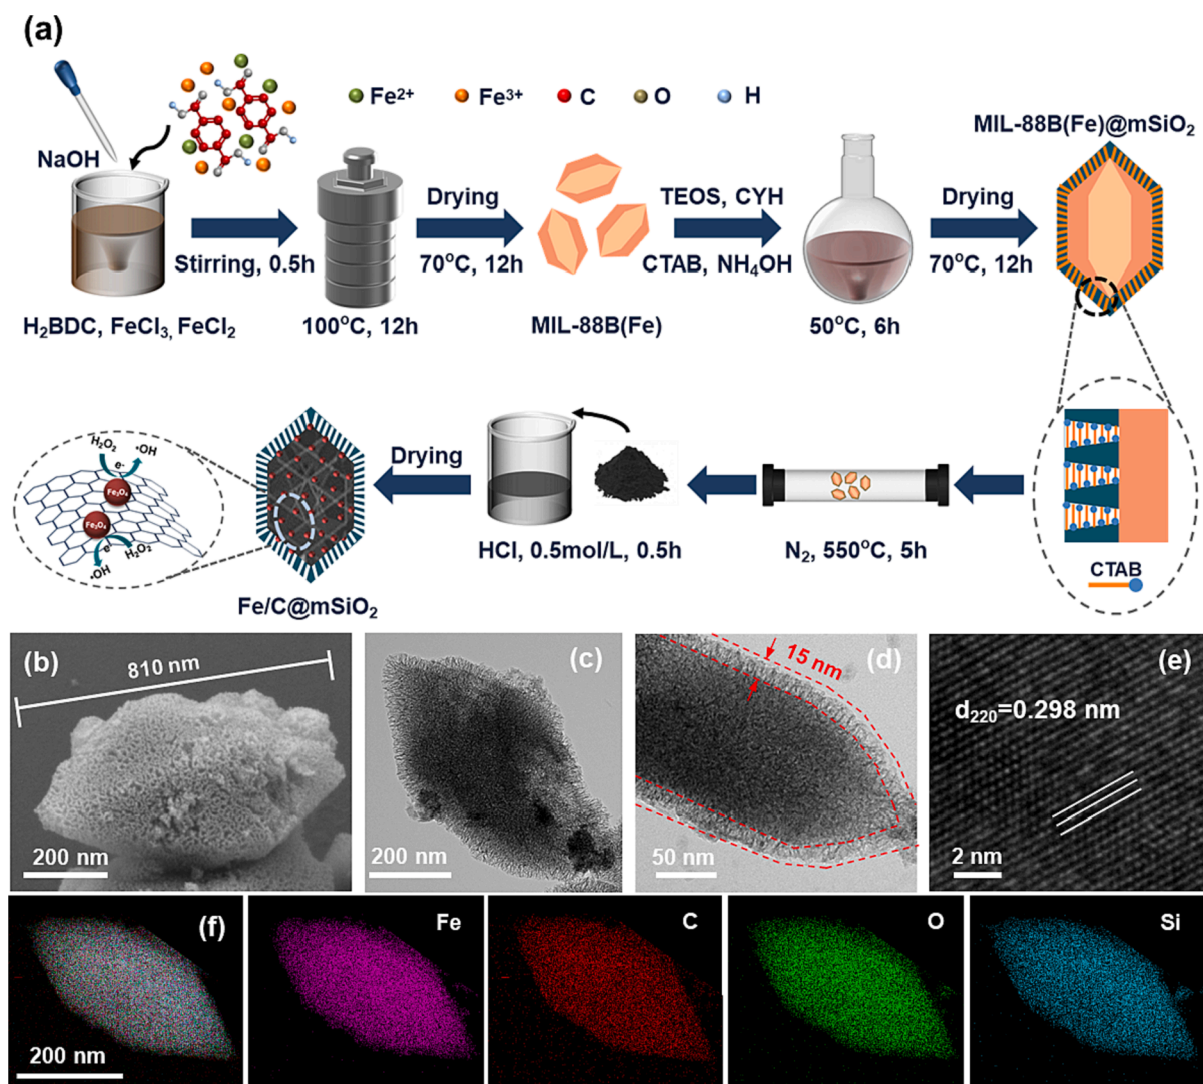 (a)
Fe²⁺ Fe³⁺ C O H
MIL-88B(Fe)@mSiO₂
NaOH
Drying
TEOS, CYH
Drying
Stirring, 0.5h
70°C, 12h
CTAB, NH₄OH
70°C, 12h
H₂BDC, FeCl₃, FeCl₂
100°C, 12h
MIL-88B(Fe)
50°C, 6h
H₂O₂
·OH
e⁻
Fe₃O₄
Fe₃O₄
e⁻
H₂O₂
·OH
Fe/C@mSiO₂
Drying
HCl, 0.5mol/L, 0.5h
N₂, 550°C, 5h
CTAB
(b)
810 nm
200 nm
(c)
200 nm
(d)
15 nm
50 nm
(e)
d₂₂₀=0.298 nm
2 nm
(f)
200 nm
Fe
C
O
Si